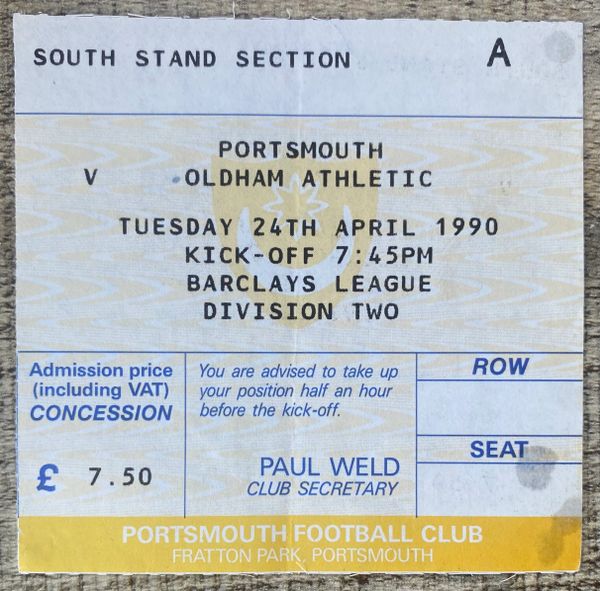 SOUTH STAND SECTION A
PORTSMOUTH
V OLDHAM ATHLETIC
TUESDAY 24TH APRIL 1990
KICK-OFF 7:45PM
BARCLAYS LEAGUE
DIVISION TWO
Admission price
(including VAT)
CONCESSION
£ 7.50
You are advised to take up
your position half an hour
before the kick-off.
PAUL WELD
CLUB SECRETARY
ROW
SEAT
PORTSMOUTH FOOTBALL CLUB
FRATTON PARK, PORTSMOUTH